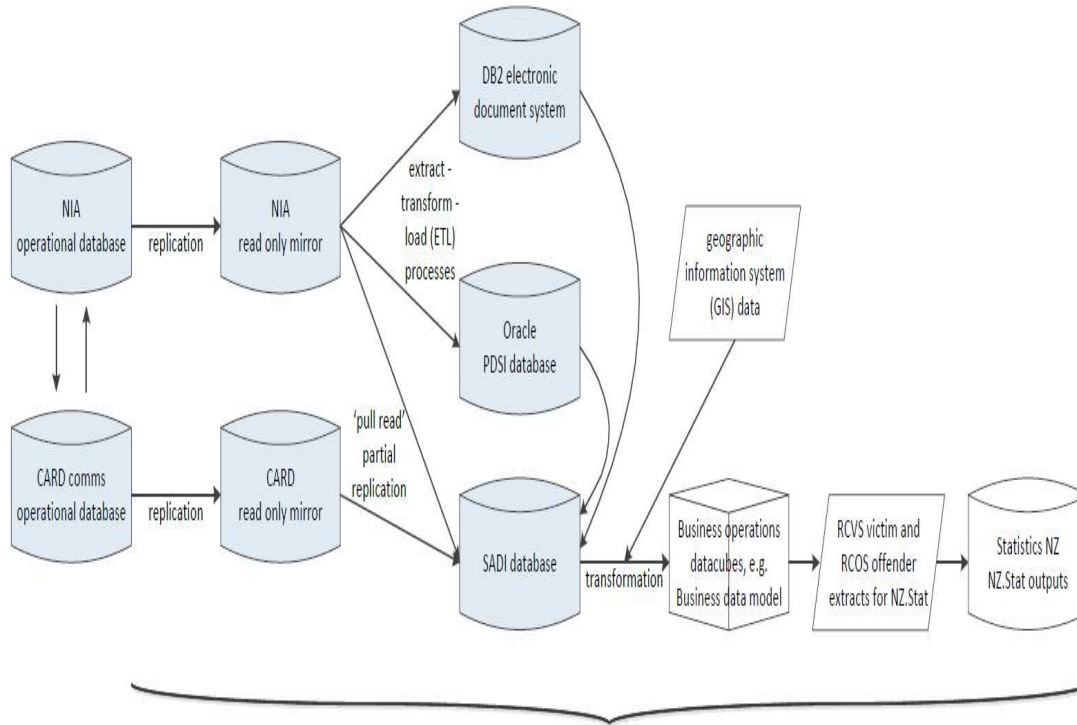 DB2 electronic
document system
NIA
operational database
replication
NIA
read only mirror
extract -
transform -
load (ETL)
processes
geographic
information system
(GIS) data
Oracle
PDSI database
CARD comms
operational database
replication
CARD
read only mirror
‘pull read’
partial
replication
SADI database
transformation
Business operations
datacubes, e.g.
Business data model
RCVS victim and
RCOS offender
extracts for NZ.Stat
Statistics NZ
NZ.Stat outputs